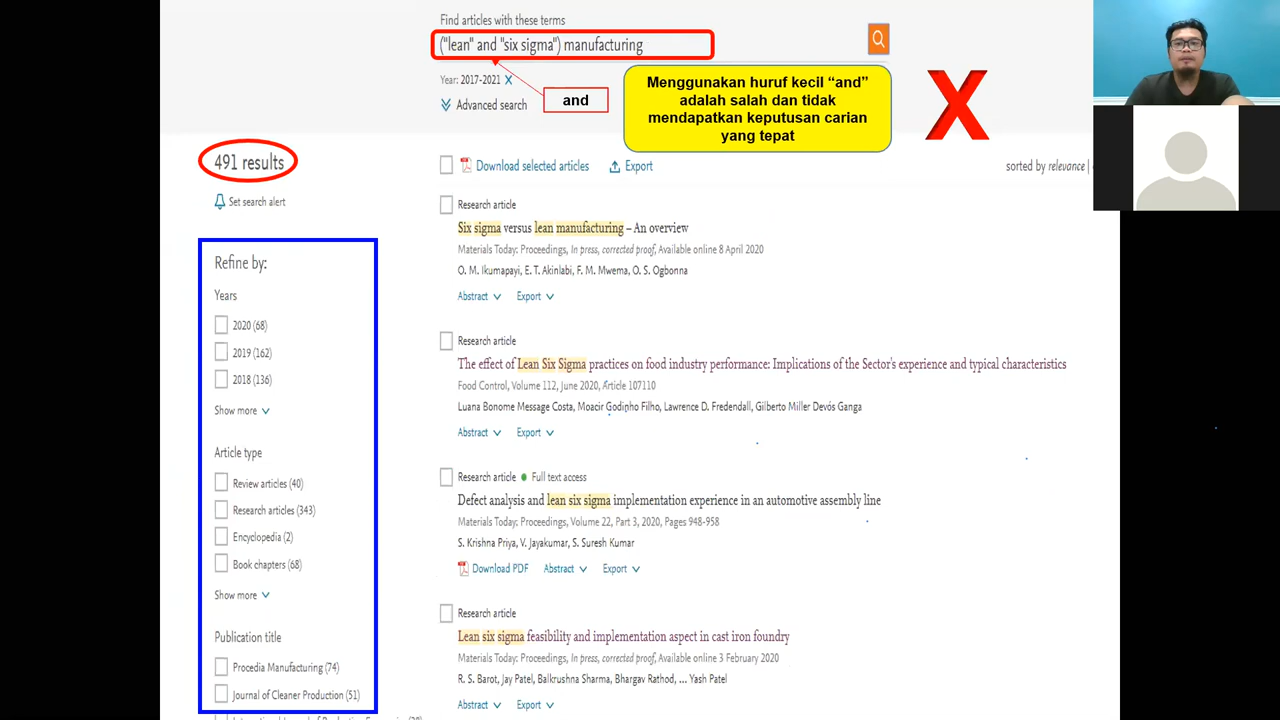 Find articles with these terms
("lean" and "six sigma") manufacturing
Year: 2017-2021 X
Advanced search
and
Menggunakan huruf kecil “and”
adalah salah dan tidak
mendapatkan keputusan carian
yang tepat
X
491 results
Set search alert
Download selected articles
Export
sorted by relevance |
Refine by:
Years
2020 (68)
2019 (162)
2018 (136)
Show more
Article type
Review articles (40)
Research articles (343)
Encyclopedia (2)
Book chapters (68)
Show more
Publication title
Procedia Manufacturing (74)
Journal of Cleaner Production (51)
Research article
Six sigma versus lean manufacturing – An overview
Materials Today: Proceedings, In press, corrected proof, Available online 8 April 2020
O. M. Ikumapayi, E. T. Akinlabi, F. M. Mwema, O. S. Ogbonna
Abstract
Export
Research article
The effect of Lean Six Sigma practices on food industry performance: Implications of the Sector's experience and typical characteristics
Food Control, Volume 112, June 2020, Article 107110
Luana Bonome Message Costa, Moacir Godinho Filho, Lawrence D. Fredendall, Gilberto Miller Devós Ganga
Abstract
Export
Research article
Full text access
Defect analysis and lean six sigma implementation experience in an automotive assembly line
Materials Today: Proceedings, Volume 22, Part 3, 2020, Pages 948-958
S. Krishna Priya, V. Jayakumar, S. Suresh Kumar
Download PDF
Abstract
Export
Research article
Lean six sigma feasibility and implementation aspect in cast iron foundry
Materials Today: Proceedings, In press, corrected proof, Available online 3 February 2020
R. S. Barot, Jay Patel, Balkrushna Sharma, Bhargav Rathod, ... Yash Patel
Abstract
Export